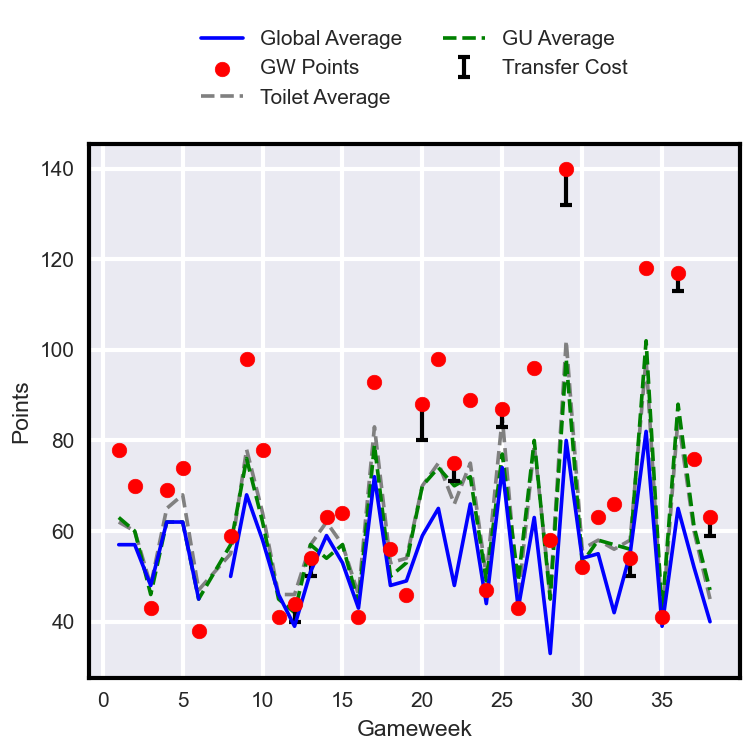 Global Average GU Average
GW Points Transfer Cost
Toilet Average
140
120
100
80
60
40
Points
0 5 10 15 20 25 30 35
Gameweek